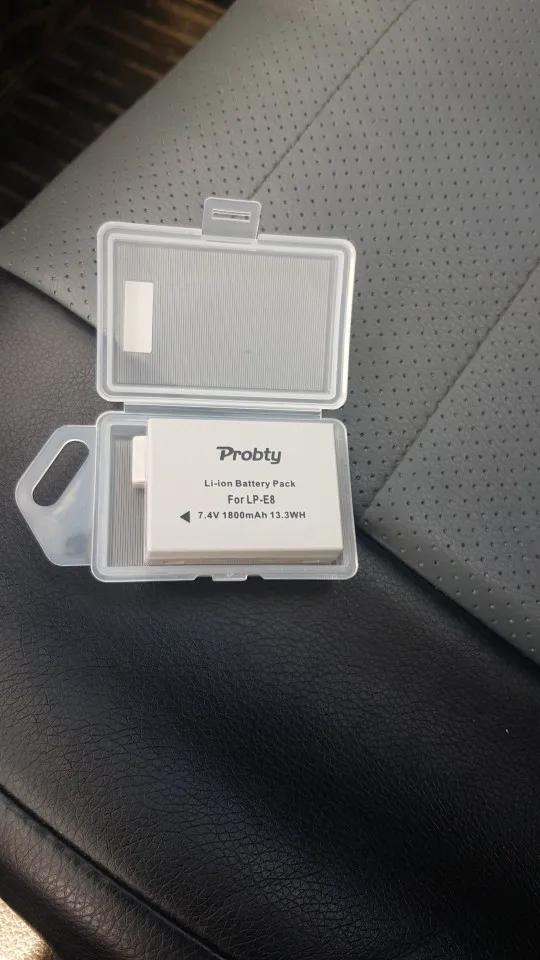 Probty
Li-ion Battery Pack
For LP-E8
7.4V 1800mAh 13.3WH